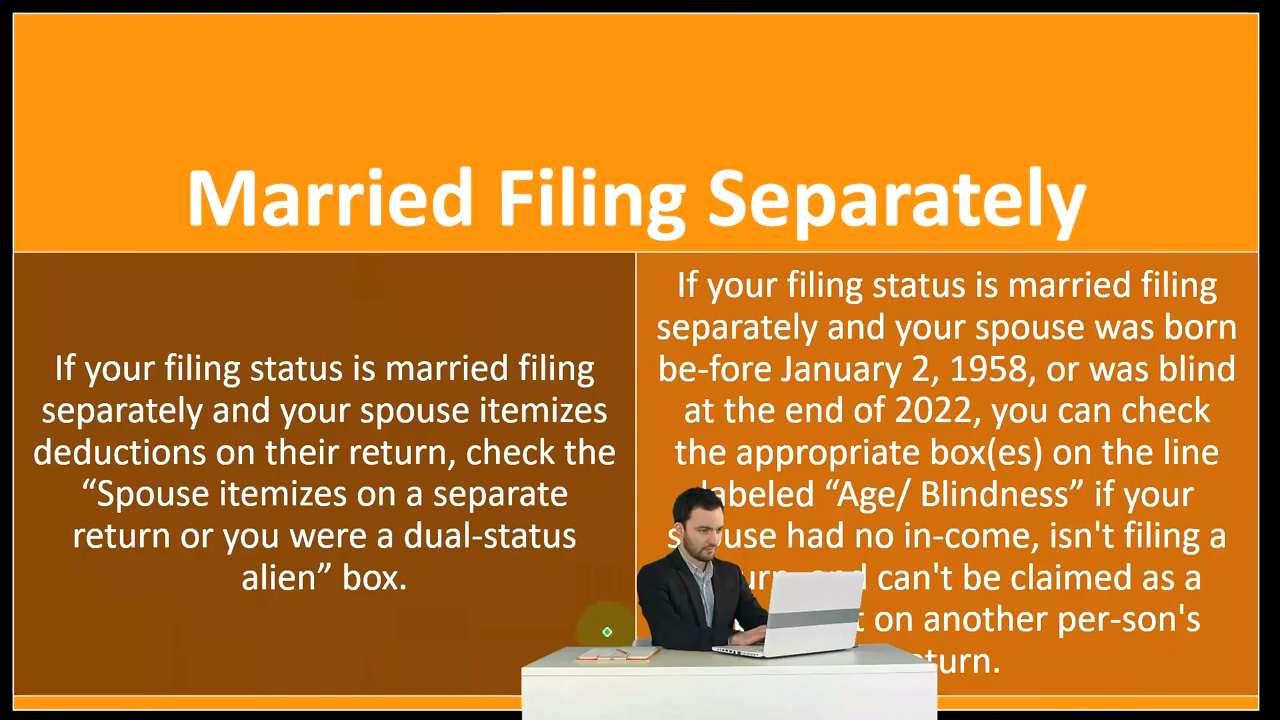 Married Filing Separately
If your filing status is married filing
separately and your spouse itemizes
deductions on their return, check the
“Spouse itemizes on a separate
return or you were a dual-status
alien” box.
If your filing status is married filing
separately and your spouse was born
be-fore January 2, 1958, or was blind
at the end of 2022, you can check
the appropriate box(es) on the line
labeled “Age/ Blindness” if your
spouse had no in-come, isn't filing a
and can't be claimed as a
on another per-son's